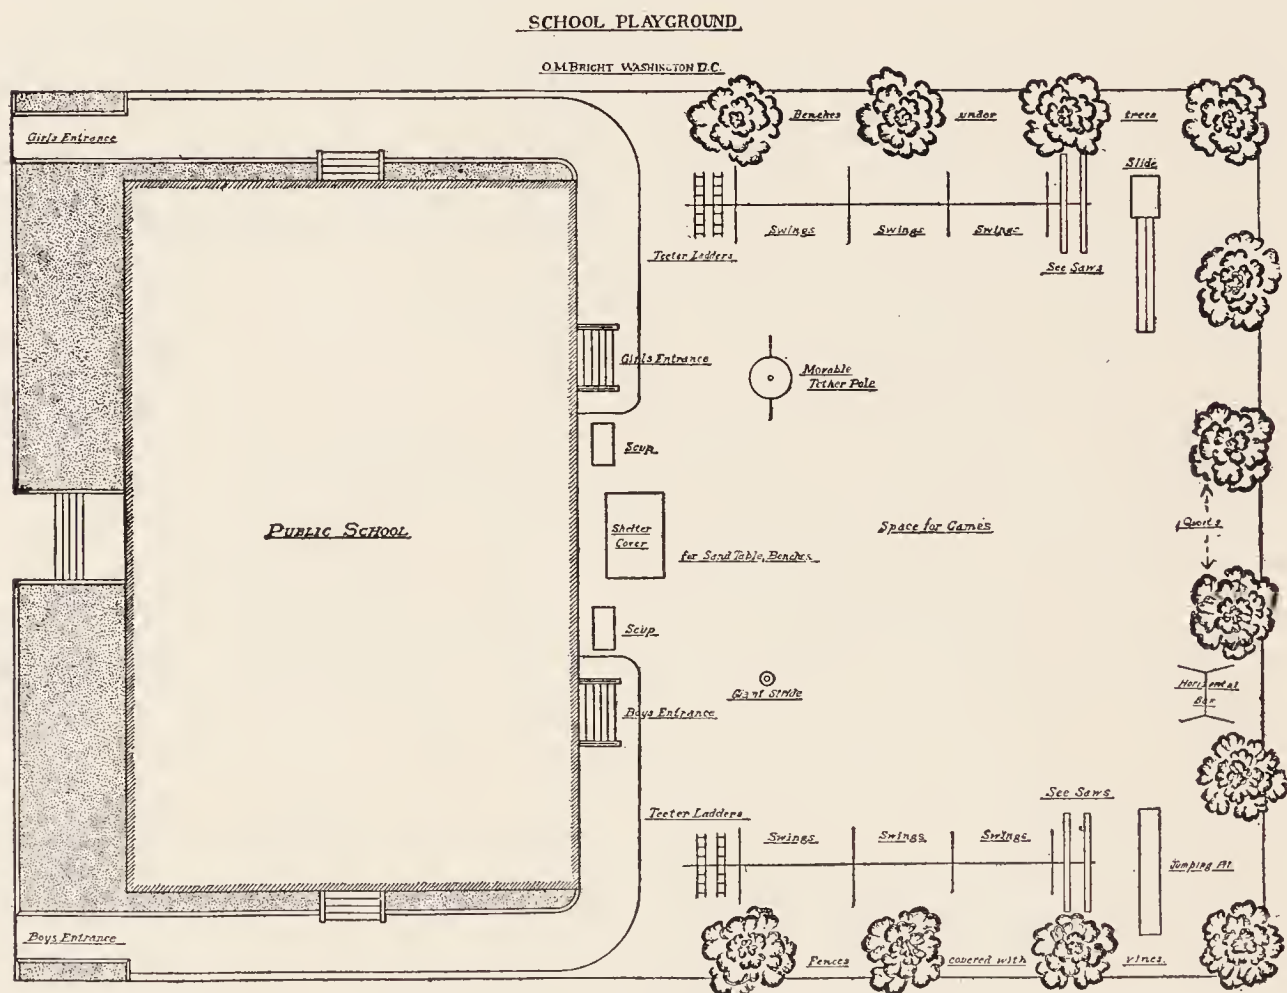 SCHOOL PLAYGROUND.
O.M.BRIGHT WASHINGTON D.C.
Benches under trees
Girls Entrance
Slide
Swings Swings Swings
Teeter Ladders
See Saws
Girls Entrance
Movable
Tether Pole
Scup
PUBLIC SCHOOL
Shelter
Cover
for Sand Table, Benches
Space for Games
Quoits
Scup
Giant Stride
Horizontal
Bar
Boys Entrance
See Saws
Teeter Ladders
Swings Swings Swings
Jumping Pit
Boys Entrance
Fences covered with vines.